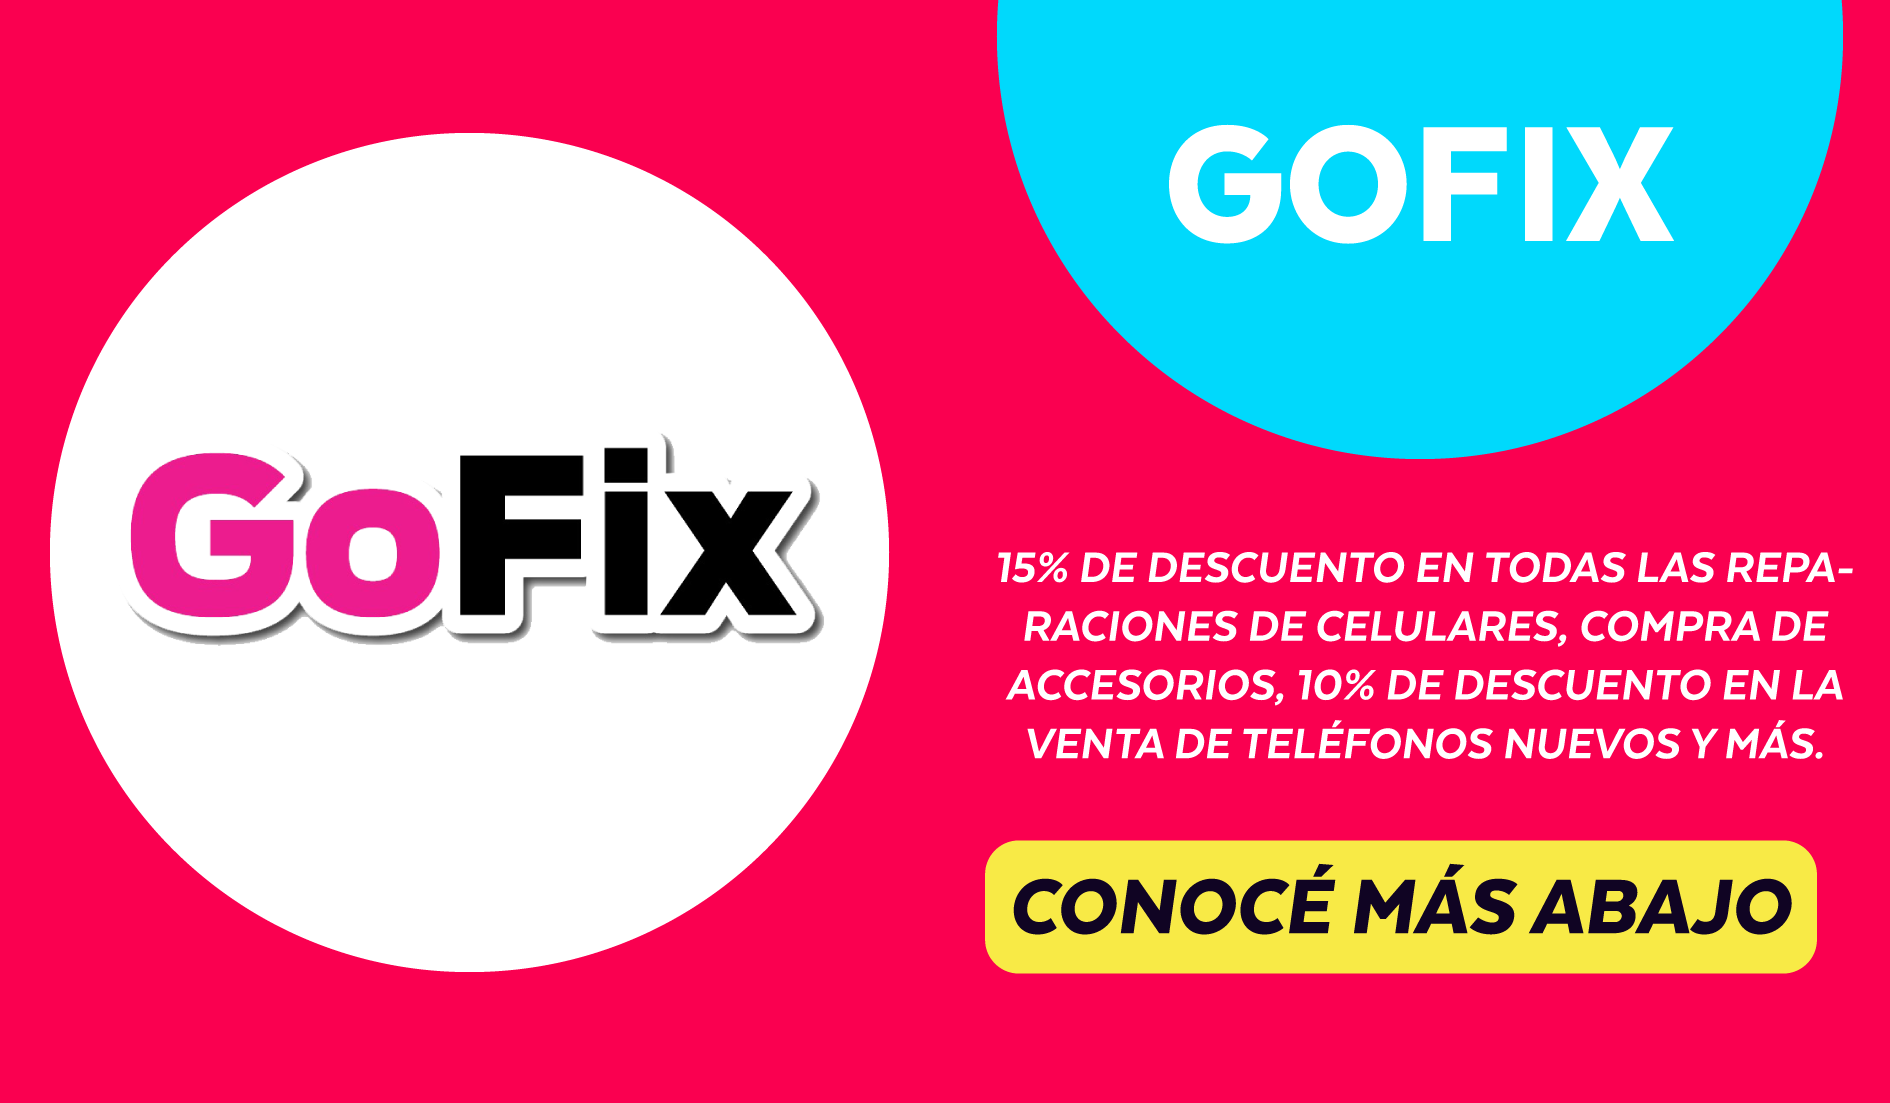 GoFix
GOFIX
15% DE DESCUENTO EN TODAS LAS REPA-
RACIONES DE CELULARES, COMPRA DE
ACCESORIOS, 10% DE DESCUENTO EN LA
VENTA DE TELÉFONOS NUEVOS Y MÁS.
CONOCÉ MÁS ABAJO